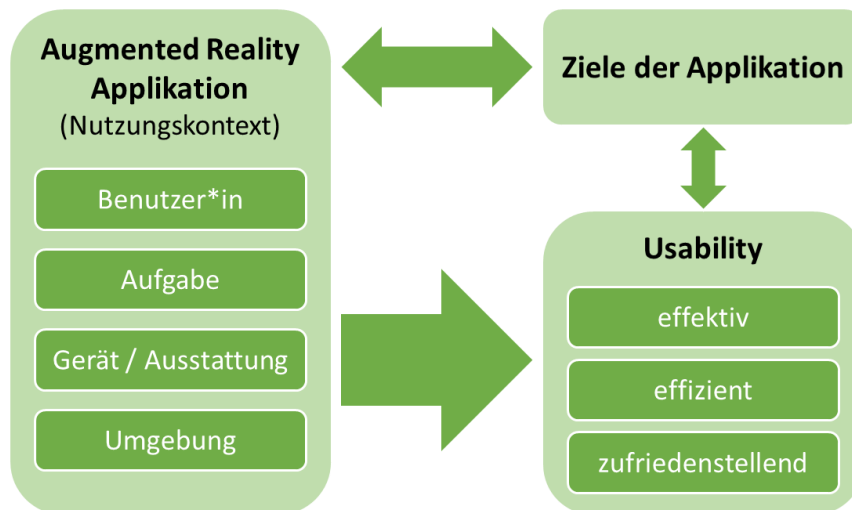 Augmented Reality
Applikation
(Nutzungskontext)
Benutzer*in
Aufgabe
Gerät / Ausstattung
Umgebung
Ziele der Applikation
Usability
effektiv
effizient
zufriedenstellend